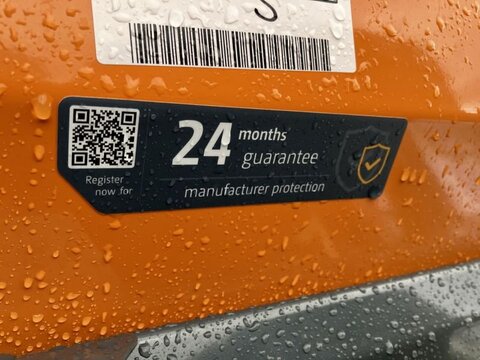 S
24 months
guarantee
Register
now for
manufacturer protection